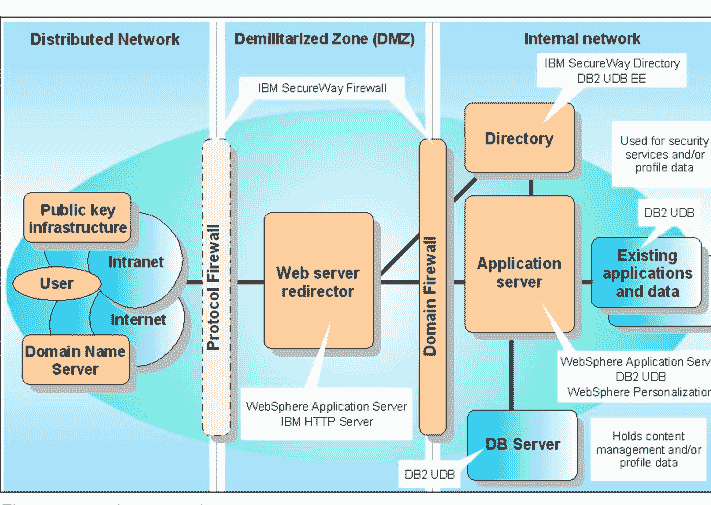 Distributed Network
Demilitarized Zone (DMZ)
Internal network
IBM SecureWay Firewall
IBM SecureWay Directory
DB2 UDB EE
Directory
Used for security
services and/or
profile data
DB2 UDB
Public key
infrastructure
Intranet
User
Internet
Domain Name
Server
Protocol Firewall
Web server
redirector
Domain Firewall
Application
server
Existing
applications
and data
WebSphere Application Server
IBM HTTP Server
WebSphere Application Serv
DB2 UDB
WebSphere Personalization
DB Server
DB2 UDB
Holds content
management and/or
profile data